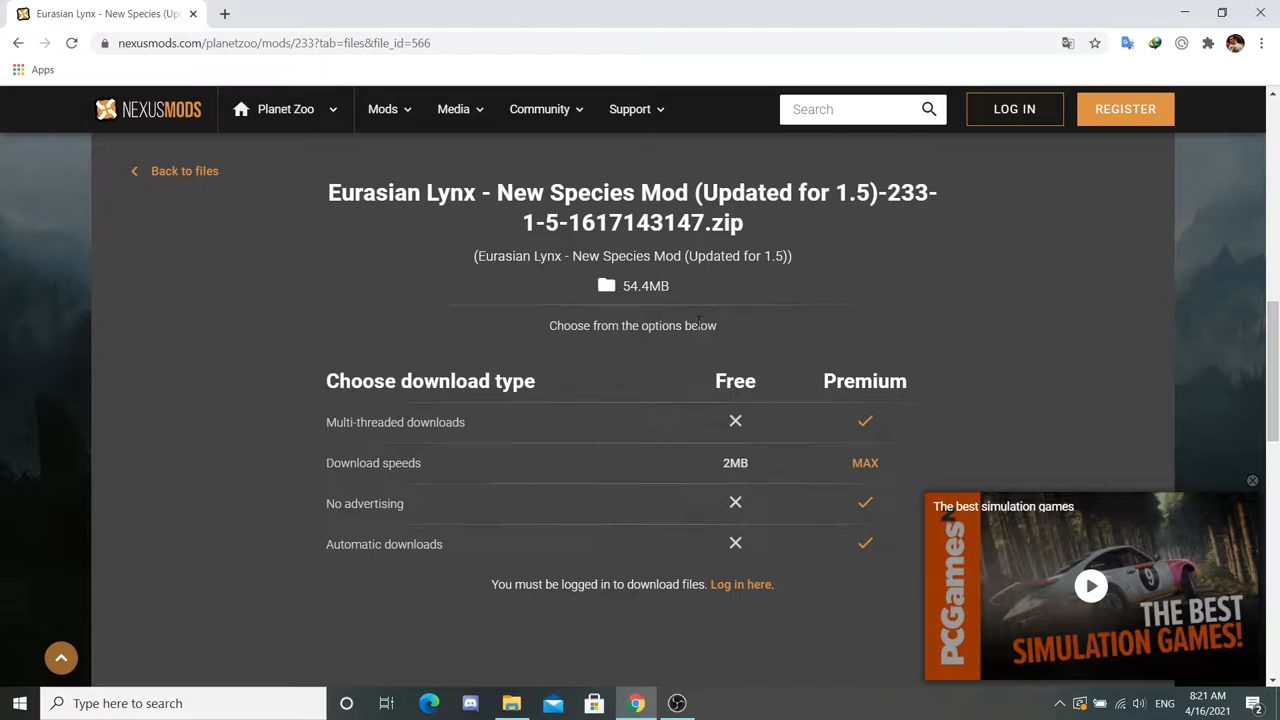 Eurasian Lynx - New Species (Up
nexusmods.com/planetzoo/mods/233?tab=files&file_id=566
Apps
NEXUSMODS
Planet Zoo
Mods
Media
Community
Support
Search
LOG IN
REGISTER
Back to files
Eurasian Lynx - New Species Mod (Updated for 1.5)-233-
1-5-1617143147.zip
(Eurasian Lynx - New Species Mod (Updated for 1.5))
54.4MB
Choose from the options below
Choose download type Free Premium
Multi-threaded downloads
Download speeds 2MB MAX
No advertising
Automatic downloads
You must be logged in to download files. Log in here.
The best simulation games
PCGamesN
9
THE BEST
SIMULATION GAMES!
Type here to search
ENG
8:21 AM
4/16/2021
2